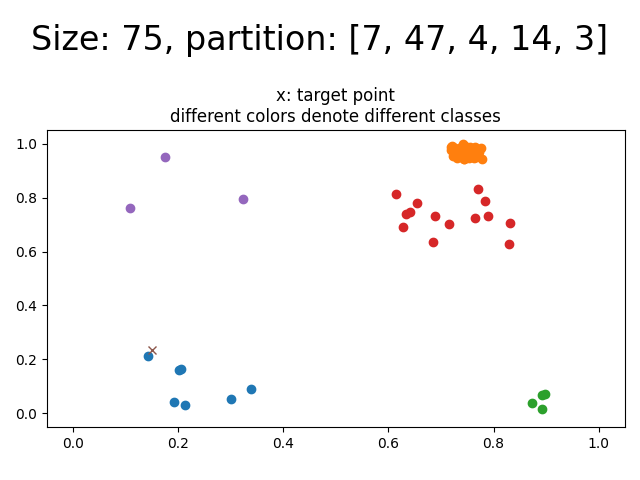 Size: 75, partition: [7, 47, 4, 14, 3]
x: target point
different colors denote different classes
1.0
0.8
0.6
0.4
0.2
0.0
0.0 0.2 0.4 0.6 0.8 1.0